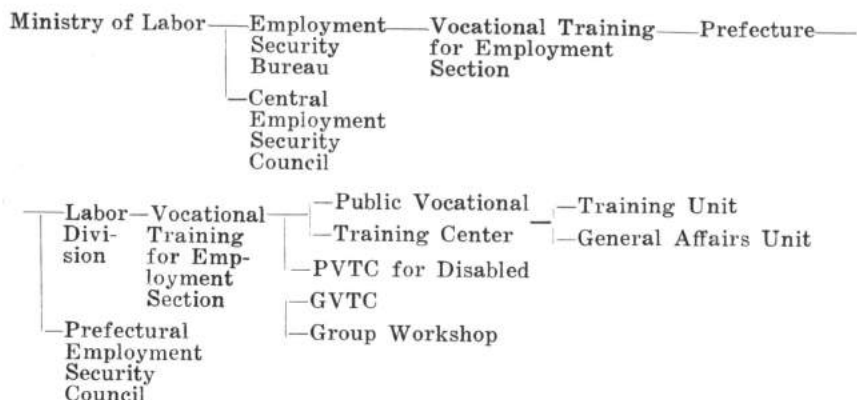 Ministry of Labor—Employment—Vocational Training—Prefecture—
Security for Employment
Bureau Section
—Central
Employment
Security
Council
—Labor—Vocational—Public Vocational —Training Unit
Divi- Training —Training Center —General Affairs Unit
sion for Emp- —PVTC for Disabled
loyment
Section —GVTC
—Prefectural —Group Workshop
Employment
Security
Council